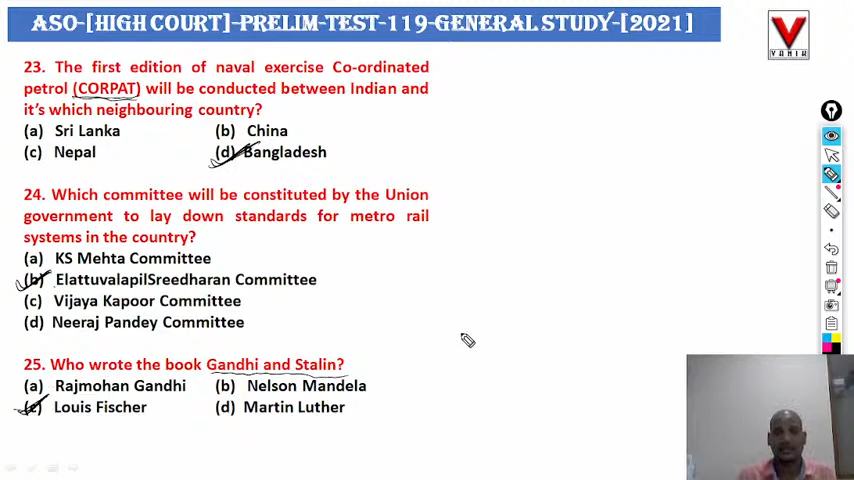 ASO-[HIGH COURT]-PRELIM-TEST-119-GENERAL STUDY-[2021]
VANIK
23. The first edition of naval exercise Co-ordinated
petrol (CORPAT) will be conducted between Indian and
it's which neighbouring country?
(a) Sri Lanka (b) China
(c) Nepal (d) Bangladesh
24. Which committee will be constituted by the Union
government to lay down standards for metro rail
systems in the country?
(a) KS Mehta Committee
(b) ElattuvalapilSreedharan Committee
(c) Vijaya Kapoor Committee
(d) Neeraj Pandey Committee
25. Who wrote the book Gandhi and Stalin?
(a) Rajmohan Gandhi (b) Nelson Mandela
(c) Louis Fischer (d) Martin Luther